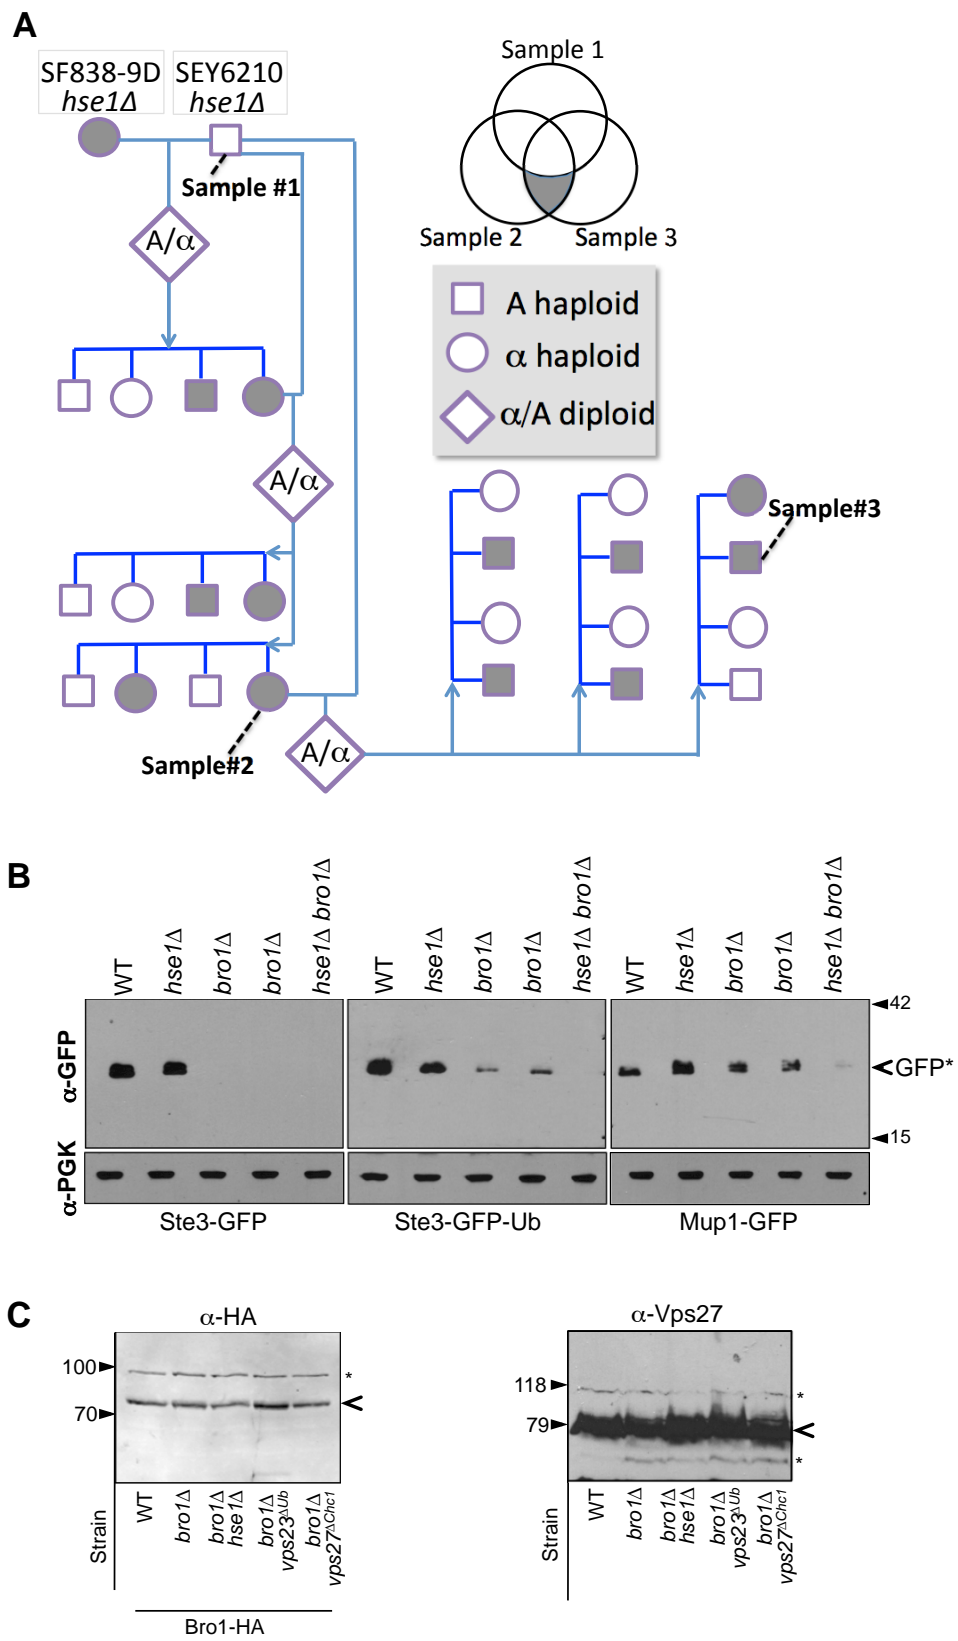 A
SF838-9D
hse1Δ
SEY6210
hse1Δ
Sample #1
A/α
A/α
Sample#2
A/α
Sample 1
Sample 2
Sample 3
A haploid
α haploid
α/A diploid
Sample#3
B
WT
hse1Δ
bro1Δ
bro1Δ
hse1Δ bro1Δ
WT
hse1Δ
bro1Δ
bro1Δ
hse1Δ bro1Δ
WT
hse1Δ
bro1Δ
bro1Δ
hse1Δ bro1Δ
α-GFP
42
GFP*
15
α-PGK
Ste3-GFP
Ste3-GFP-Ub
Mup1-GFP
C
α-HA
100
70
*
Strain
WT
bro1Δ
bro1Δ
hse1Δ
bro1Δ
vps23ΔUb
bro1Δ
vps27ΔChc1
Bro1-HA
α-Vps27
118
79
*
*
Strain
WT
bro1Δ
bro1Δ
hse1Δ
bro1Δ
vps23ΔUb
bro1Δ
vps27ΔChc1